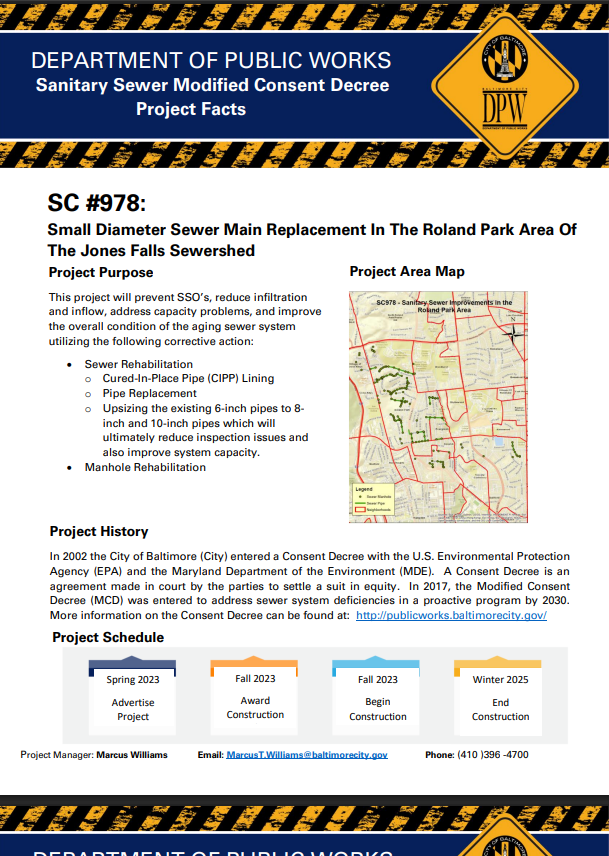 DEPARTMENT OF PUBLIC WORKS
Sanitary Sewer Modified Consent Decree
Project Facts
CITY OF BALTIMORE
BALTIMORE CITY
DPW
DEPARTMENT OF PUBLIC WORKS
SC #978:
Small Diameter Sewer Main Replacement In The Roland Park Area Of
The Jones Falls Sewershed
Project Purpose
This project will prevent SSO's, reduce infiltration
and inflow, address capacity problems, and improve
the overall condition of the aging sewer system
utilizing the following corrective action:
• Sewer Rehabilitation
o Cured-In-Place Pipe (CIPP) Lining
o Pipe Replacement
o Upsizing the existing 6-inch pipes to 8-
inch and 10-inch pipes which will
ultimately reduce inspection issues and
also improve system capacity.
• Manhole Rehabilitation
Project Area Map
SC978 - Sanitary Sewer Improvements in the
Roland Park Area
N
Legend
Sewer Manhole
Sewer Pipe
Neighborhoods
Project History
In 2002 the City of Baltimore (City) entered a Consent Decree with the U.S. Environmental Protection
Agency (EPA) and the Maryland Department of the Environment (MDE). A Consent Decree is an
agreement made in court by the parties to settle a suit in equity. In 2017, the Modified Consent
Decree (MCD) was entered to address sewer system deficiencies in a proactive program by 2030.
More information on the Consent Decree can be found at: http://publicworks.baltimorecity.gov/
Project Schedule
Spring 2023
Advertise
Project
Fall 2023
Award
Construction
Fall 2023
Begin
Construction
Winter 2025
End
Construction
Project Manager: Marcus Williams Email: MarcusT.Williams@baltimorecity.gov Phone: (410 )396 -4700
DEPARTMENT OF PUBLIC WORKS
CITY OF BALTIMORE